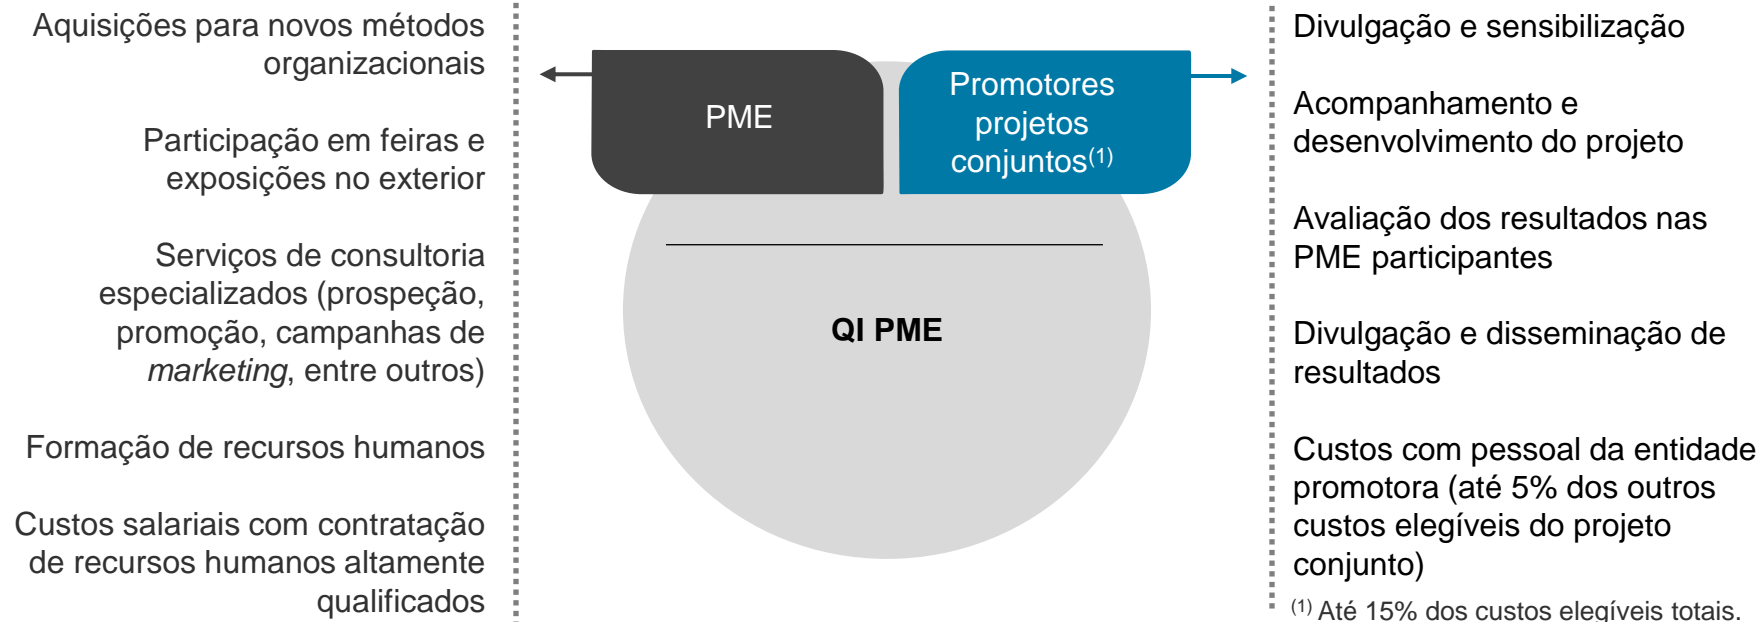 Aquisições para novos métodos
organizacionais
Participação em feiras e
exposições no exterior
Serviços de consultoria
especializados (prospeção,
promoção, campanhas de
marketing, entre outros)
Formação de recursos humanos
Custos salariais com contratação
de recursos humanos altamente
qualificados
PME
Promotores
projetos
conjuntos(1)
QI PME
Divulgação e sensibilização
Acompanhamento e
desenvolvimento do projeto
Avaliação dos resultados nas
PME participantes
Divulgação e disseminação de
resultados
Custos com pessoal da entidade
promotora (até 5% dos outros
custos elegíveis do projeto
conjunto)
(1) Até 15% dos custos elegíveis totais.